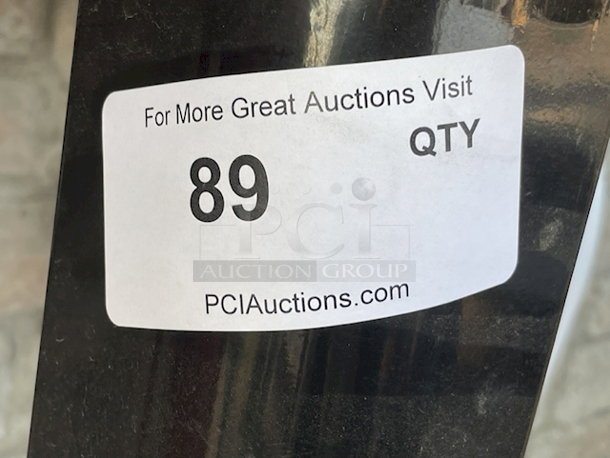 For More Great Auctions Visit
89 QTY
PCI
AUCTION GROUP
PCIAuctions.com